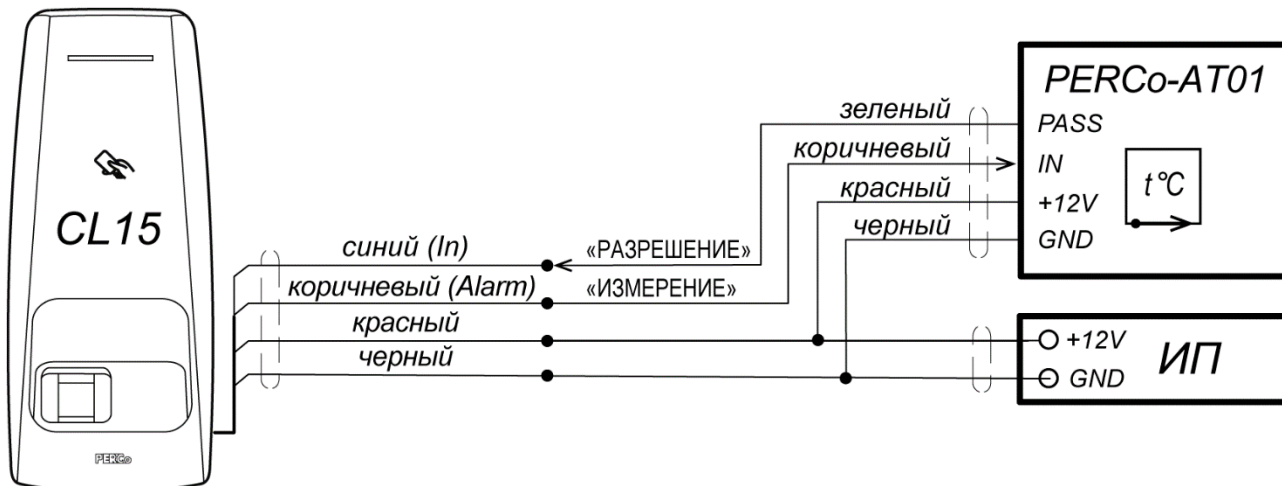 CL15
PERCo
синий (In)
коричневый (Alarm)
красный
черный
«РАЗРЕШЕНИЕ»
«ИЗМЕРЕНИЕ»
зеленый
коричневый
красный
черный
PERCo-AT01
PASS
IN
+12V
GND
t°C
+12V
GND
ИП